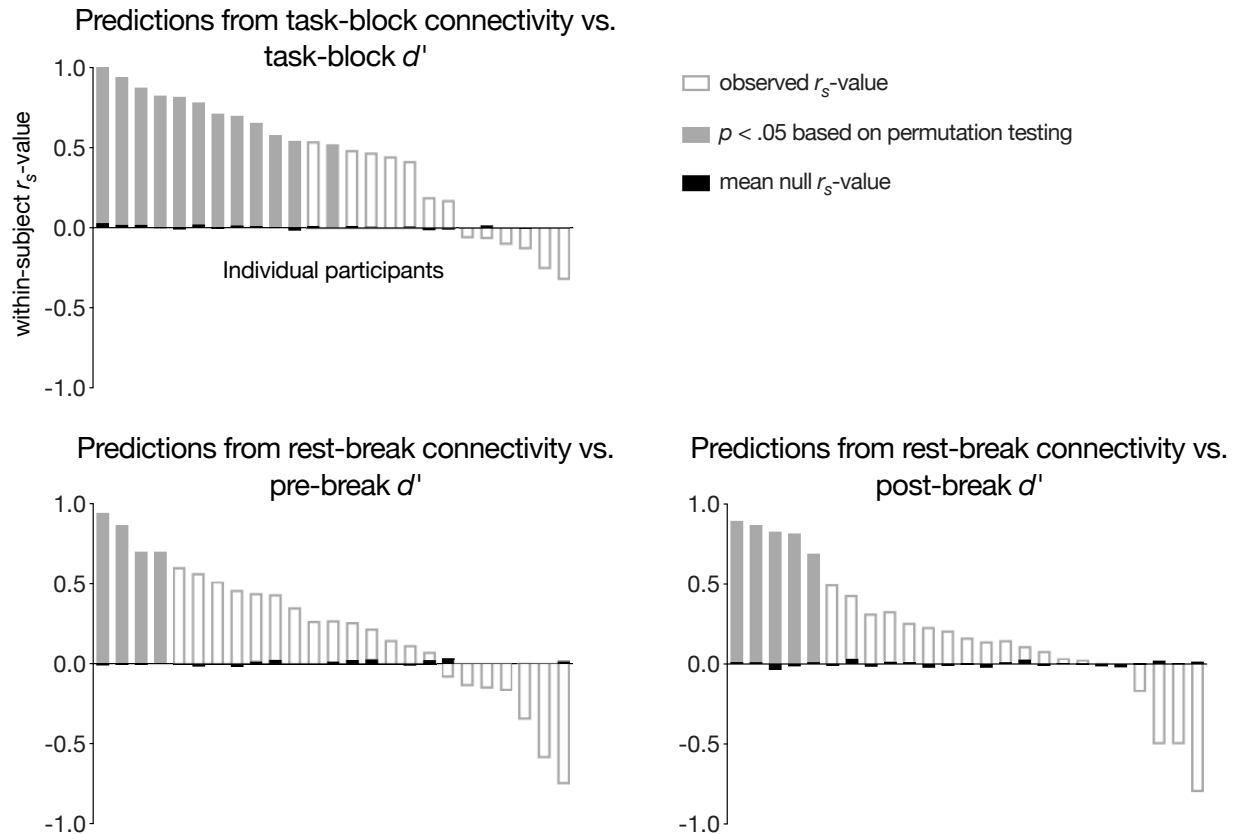 Predictions from task-block connectivity vs.
task-block d'
1.0
0.5
0.0
-0.5
-1.0
within-subject rs-value
Individual participants
observed rs-value
p < .05 based on permutation testing
mean null rs-value
Predictions from rest-break connectivity vs.
pre-break d'
1.0
0.5
0.0
-0.5
-1.0
Predictions from rest-break connectivity vs.
post-break d'
1.0
0.5
0.0
-0.5
-1.0